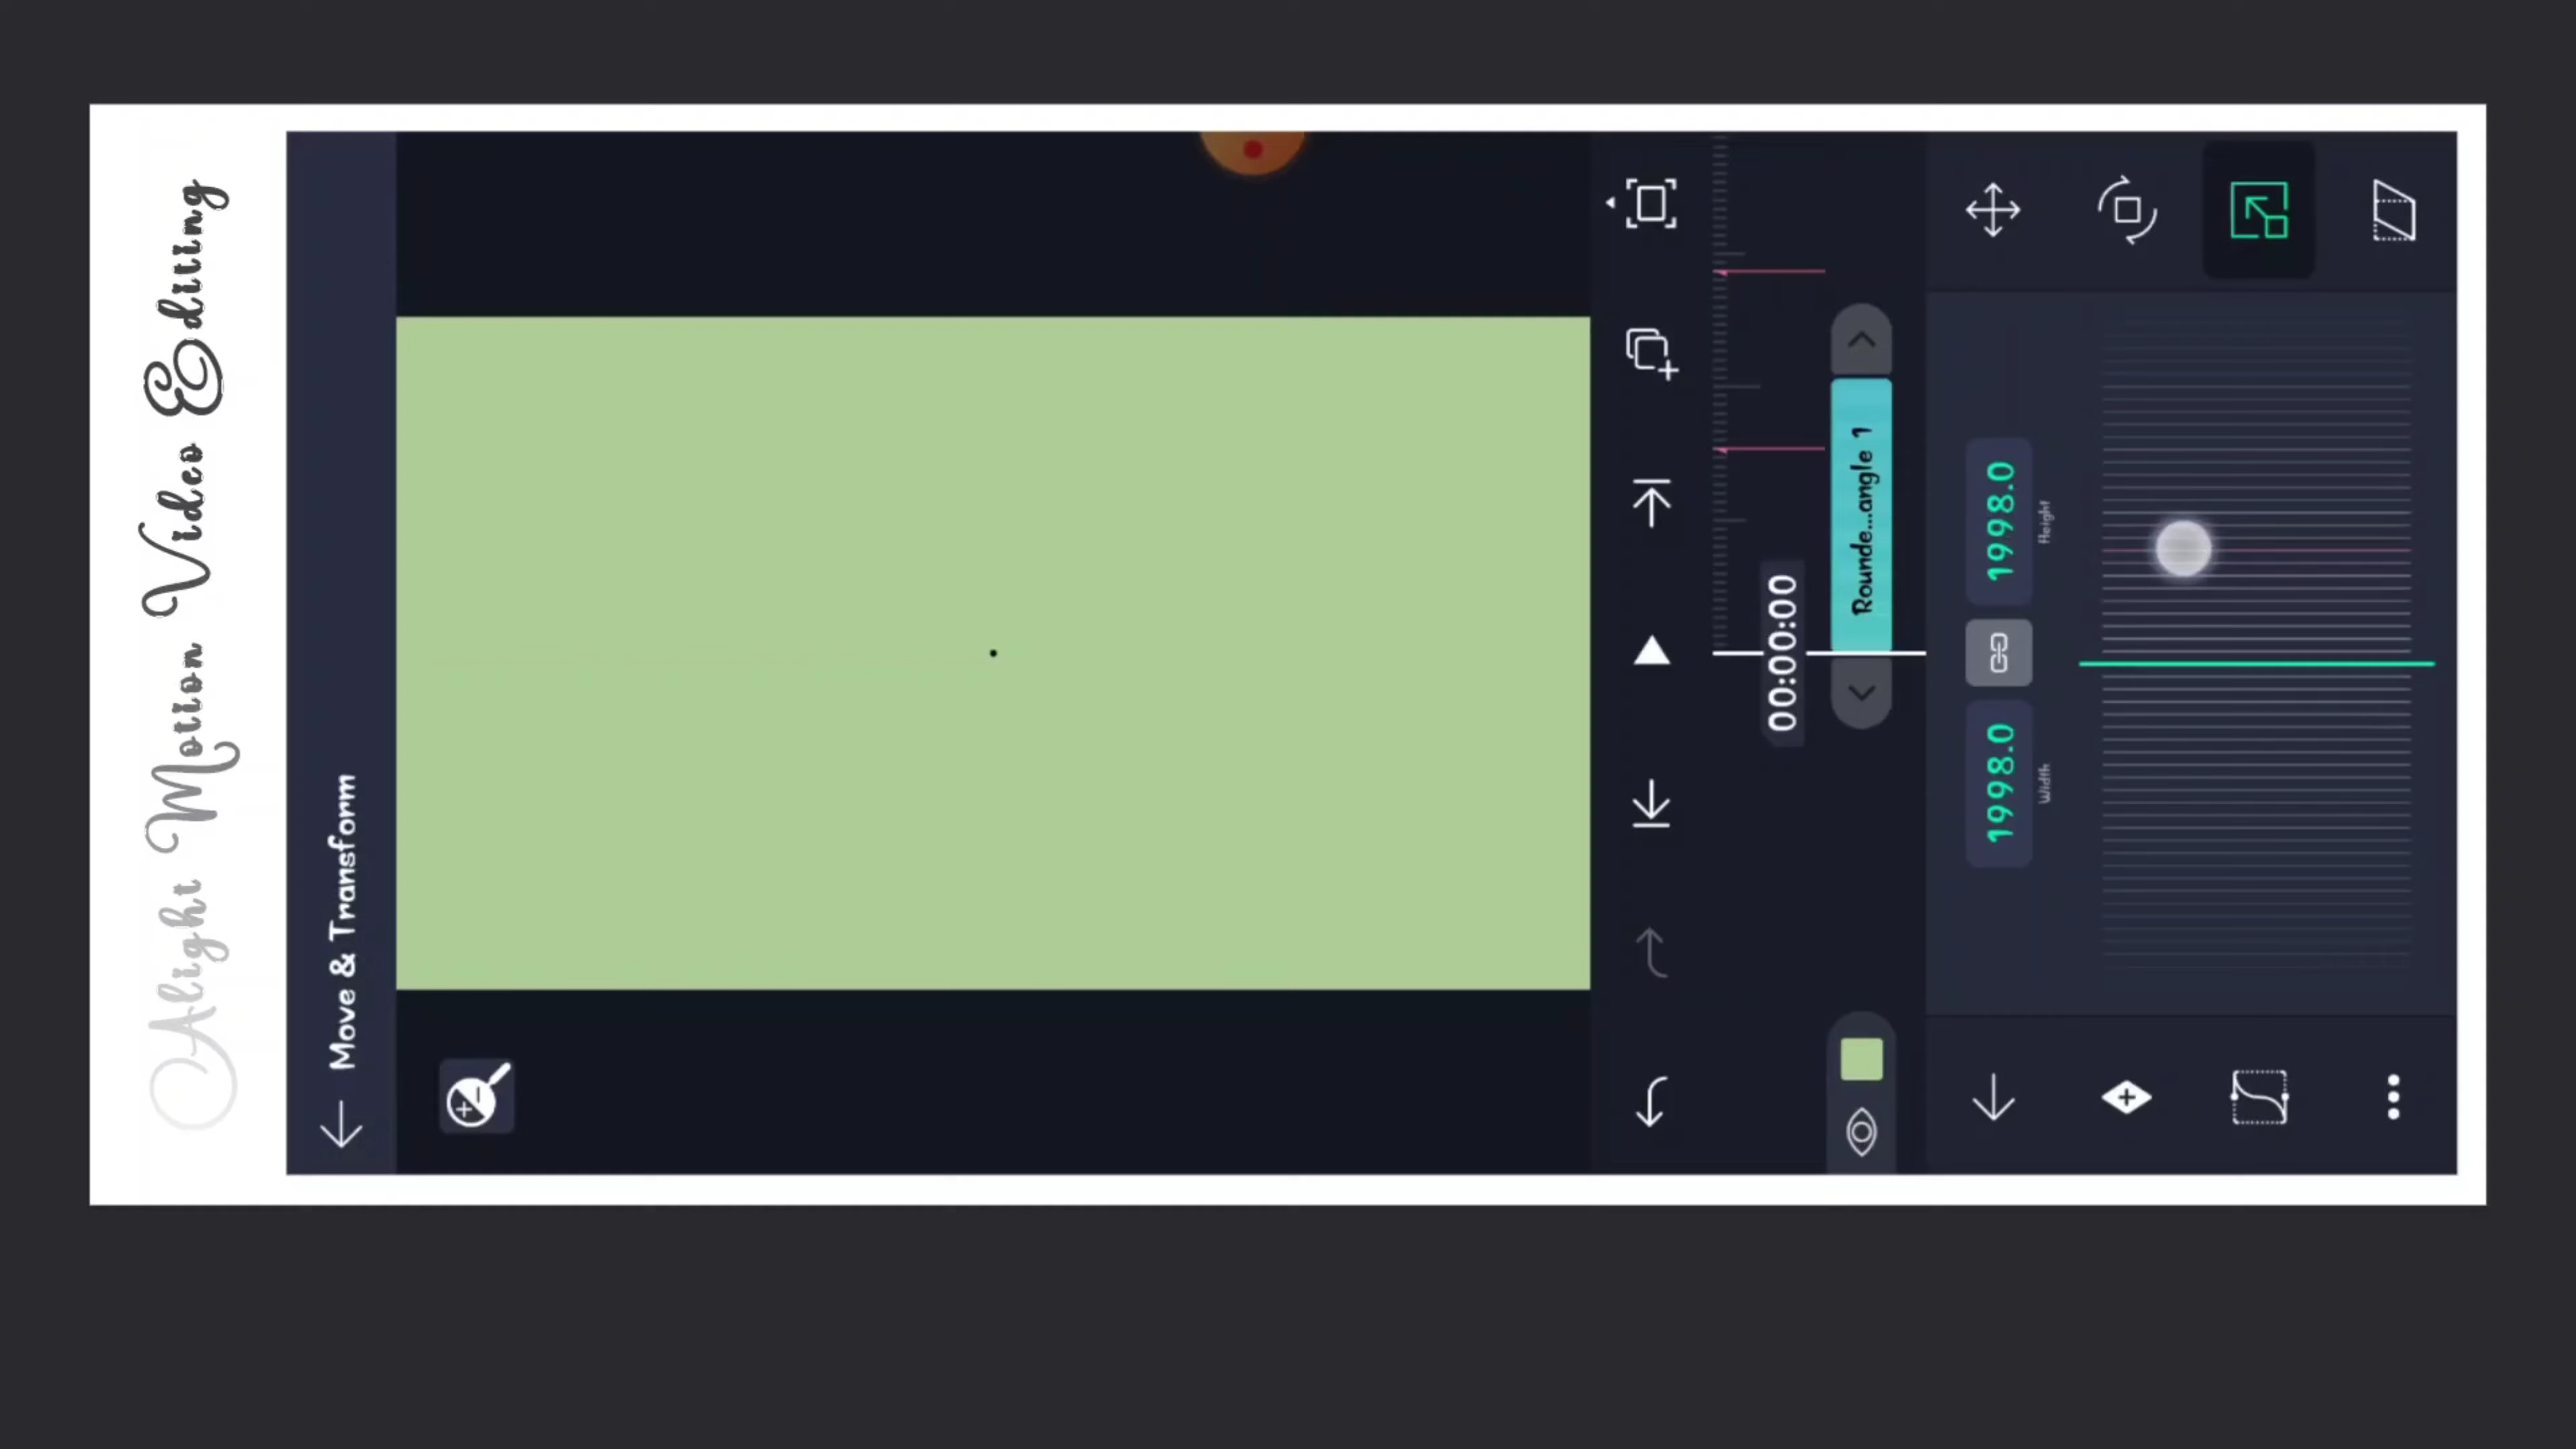 Alight Motion Video Editing
Move & Transform
00:00:00
Rounde...angle 1
1998.0
Width
1998.0
Height